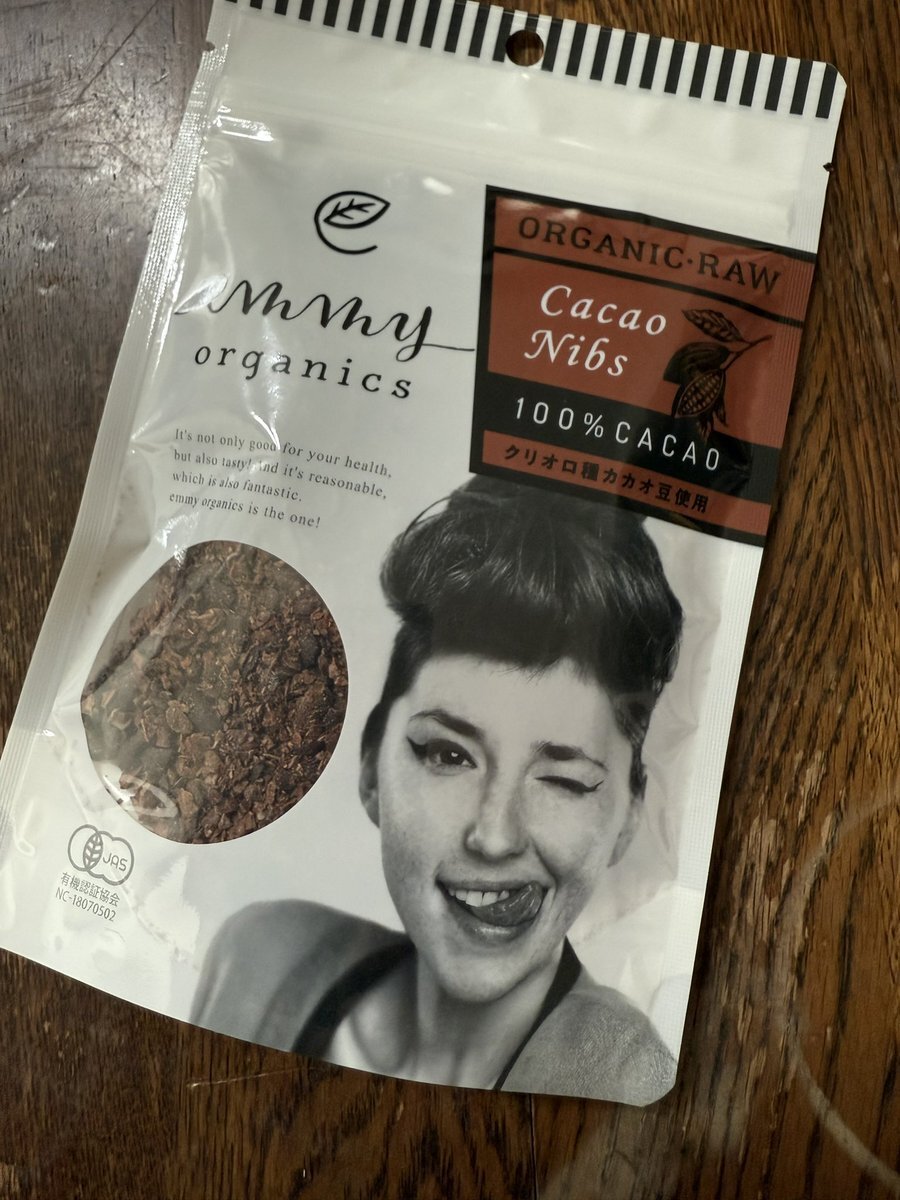 emmy
organics
ORGANIC·RAW
Cacao
Nibs
100%CACAO
クリオロ種カカオ豆使用
It's not only good for your health,
but also tasty! And it's reasonable,
which is also fantastic.
emmy organics is the one!
JAS
有機認証協会
NC-18070502